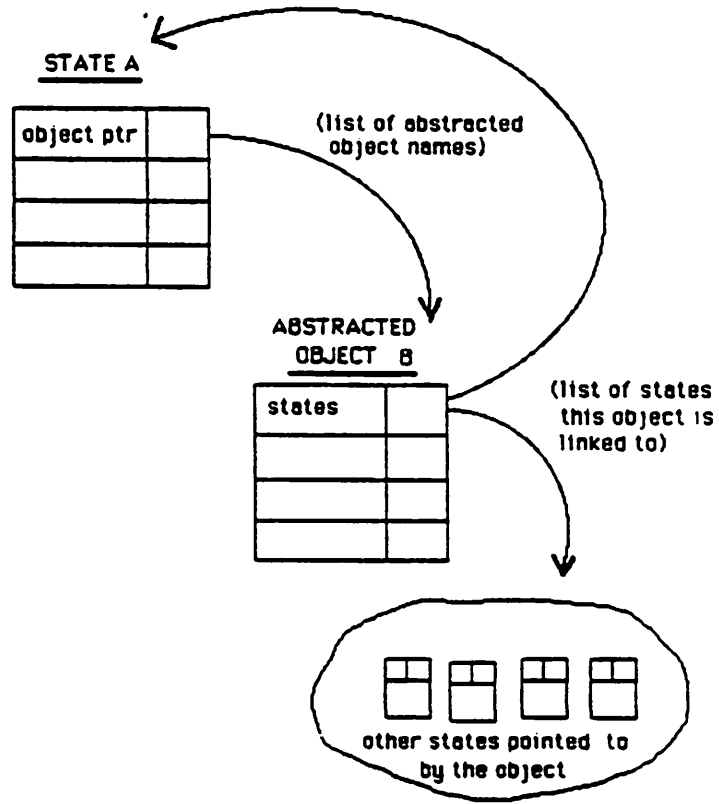 STATE A
object ptr
(list of abstracted
object names)
ABSTRACTED
OBJECT B
states
(list of states
this object is
linked to)
other states pointed to
by the object